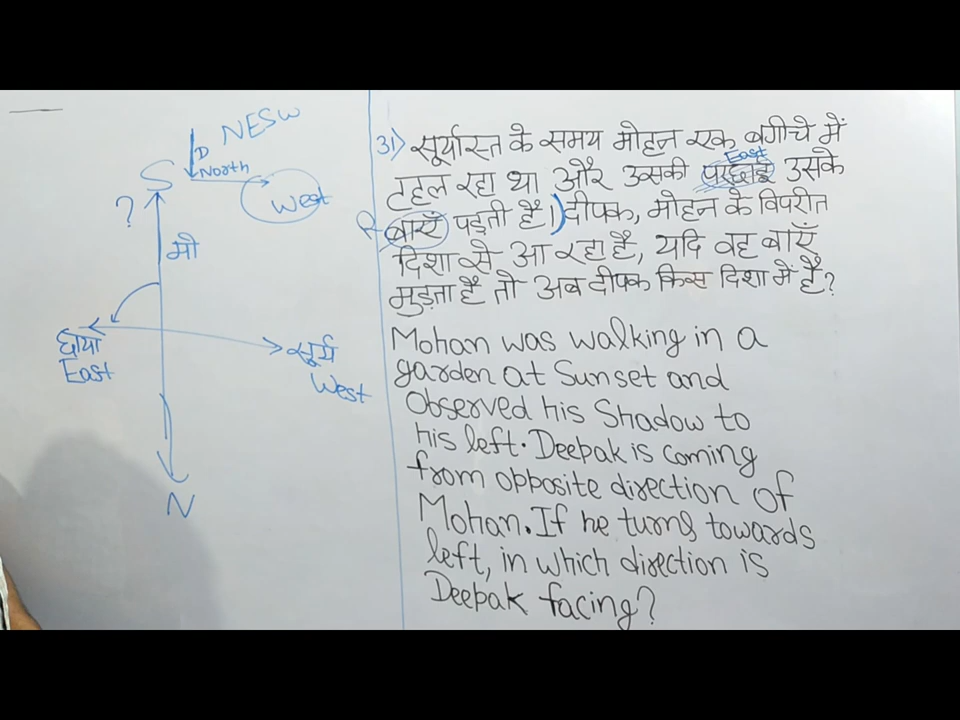 NESW
D
North
West
S
?
मो
छाया
East
सूर्य
West
N
31) सूर्यास्त के समय मोहन एक बगीचे में
East
टहल रहा था और उसकी परछाई उसके
बाएँ पड़ती है। दीपक, मोहन के विपरीत
दिशा से आ रहा है, यदि वह बाएँ
मुड़ता है तो अब दीपक किस दिशा में है?
Mohan was walking in a
garden at Sunset and
Observed his Shadow to
his left. Deepak is coming
from opposite direction of
Mohan. If he turns towards
left, in which direction is
Deepak facing?